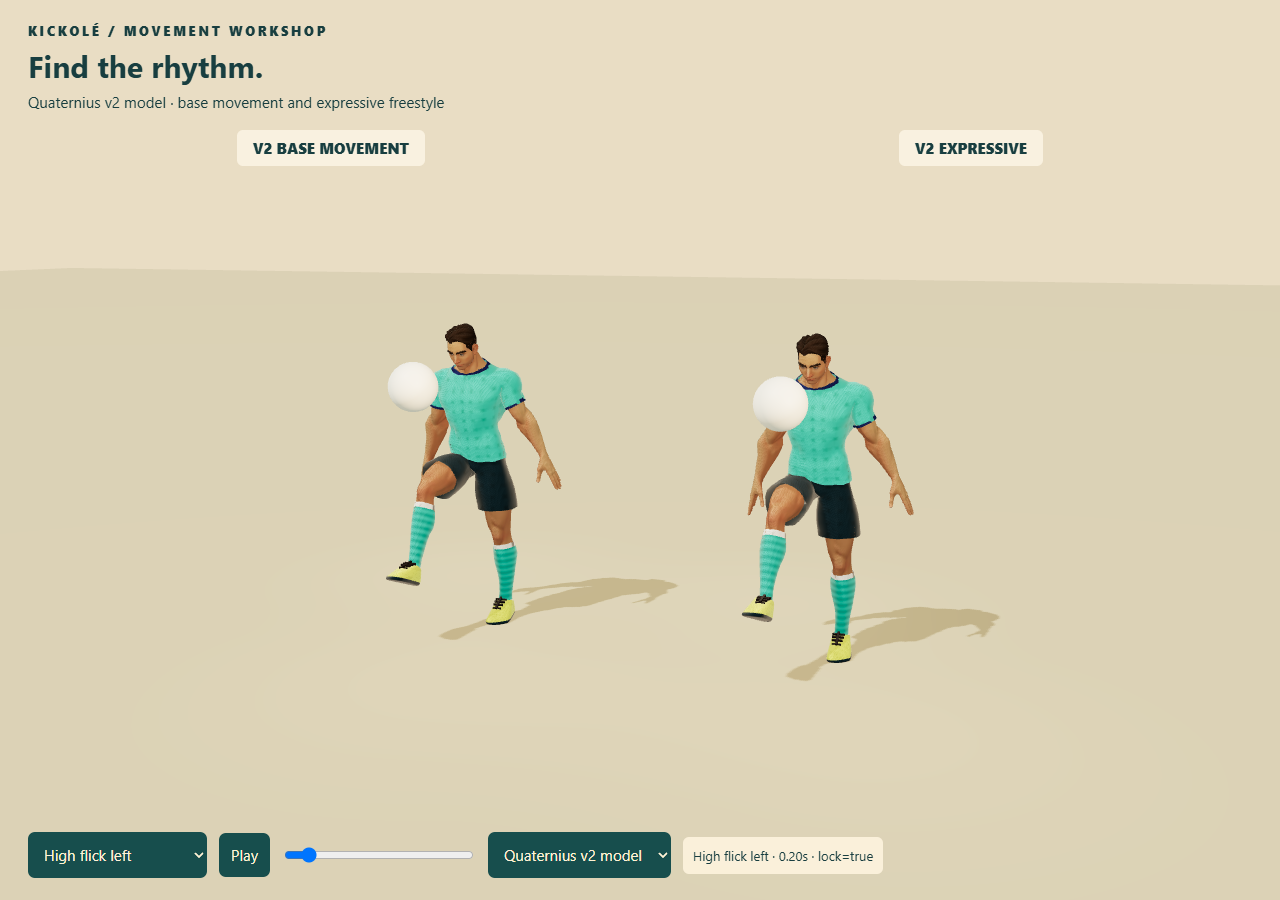 KICKOLÉ / MOVEMENT WORKSHOP
Find the rhythm.
Quaternius v2 model · base movement and expressive freestyle
V2 BASE MOVEMENT
V2 EXPRESSIVE
High flick left
Play
Quaternius v2 model
High flick left · 0.20s · lock=true